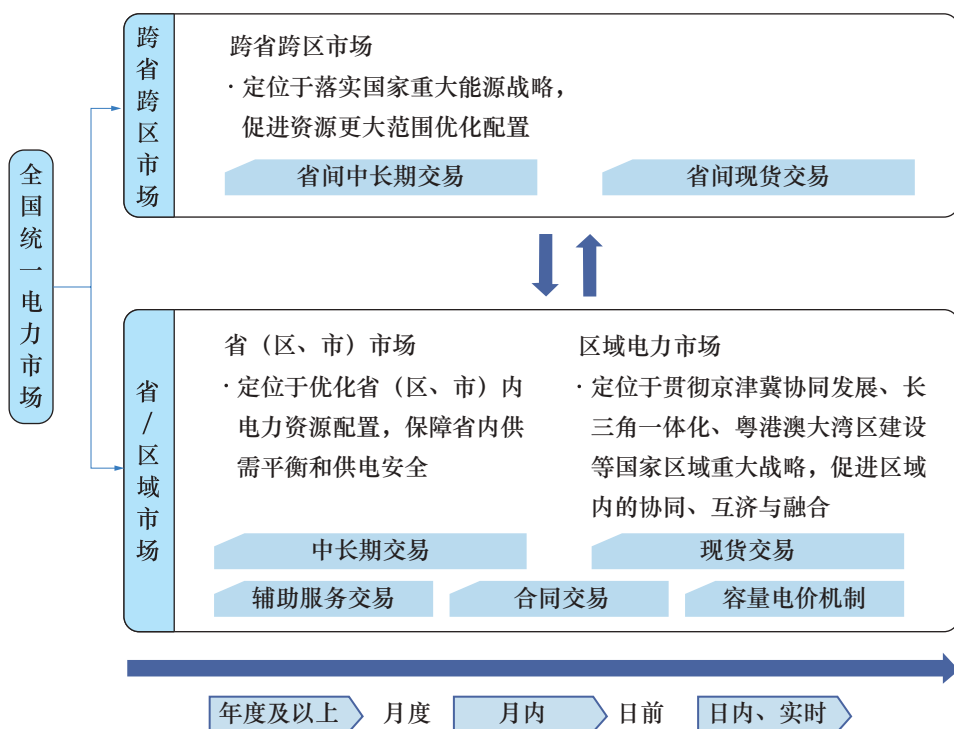 全国统一电力市场
跨省跨区市场
跨省跨区市场
·定位于落实国家重大能源战略，
促进资源更大范围优化配置
省间中长期交易
省间现货交易
省/区域市场
省（区、市）市场
·定位于优化省（区、市）内
电力资源配置，保障省内供
需平衡和供电安全
区域电力市场
·定位于贯彻京津冀协同发展、长
三角一体化、粤港澳大湾区建设
等国家区域重大战略，促进区域
内的协同、互济与融合
中长期交易
现货交易
辅助服务交易
合同交易
容量电价机制
年度及以上
月度
月内
日前
日内、实时